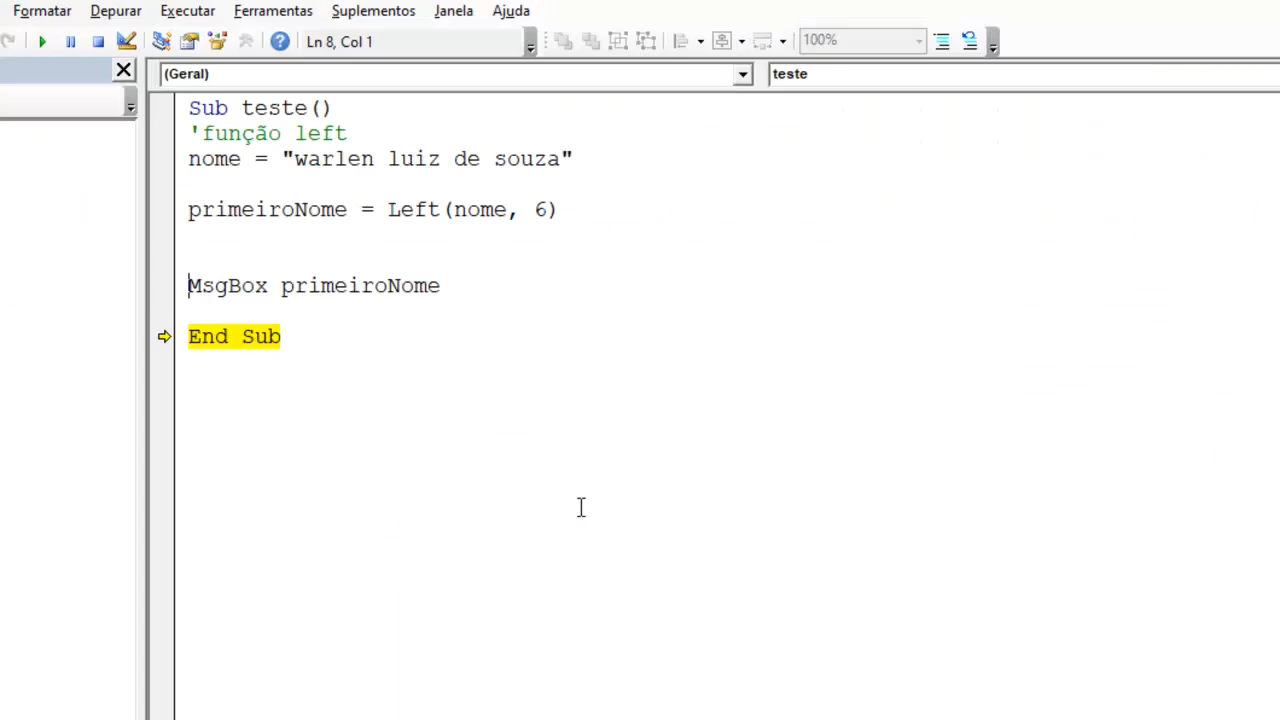 Formatar Depurar Executar Ferramentas Suplementos Janela Ajuda
Ln 8, Col 1
100%
(Geral)
teste
Sub teste()
'função left
nome = "warlen luiz de souza"
primeiroNome = Left(nome, 6)
MsgBox primeiroNome
End Sub